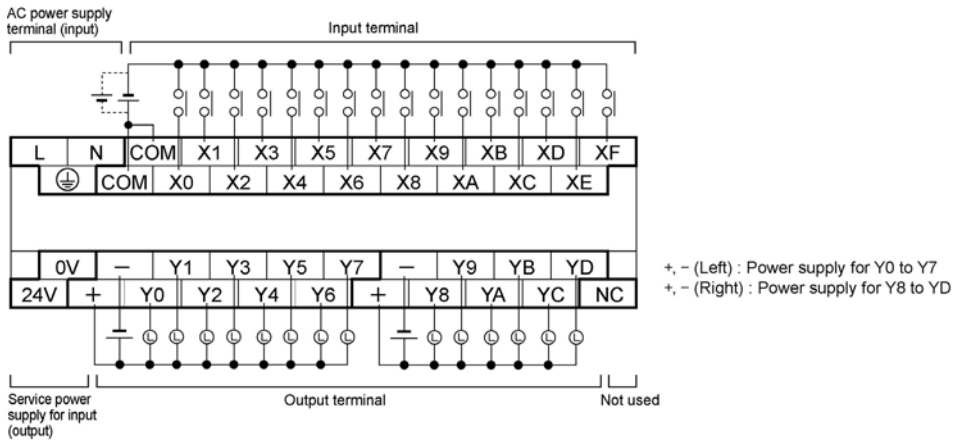 AC power supply
terminal (input)
Input terminal
L N COM X1 X3 X5 X7 X9 XB XD XF
COM X0 X2 X4 X6 X8 XA XC XE
0V − Y1 Y3 Y5 Y7 − Y9 YB YD
24V + Y0 Y2 Y4 Y6 + Y8 YA YC NC
+, − (Left) : Power supply for Y0 to Y7
+, − (Right) : Power supply for Y8 to YD
L L L L L L L L L L L L L L
Service power
supply for input
(output)
Output terminal
Not used